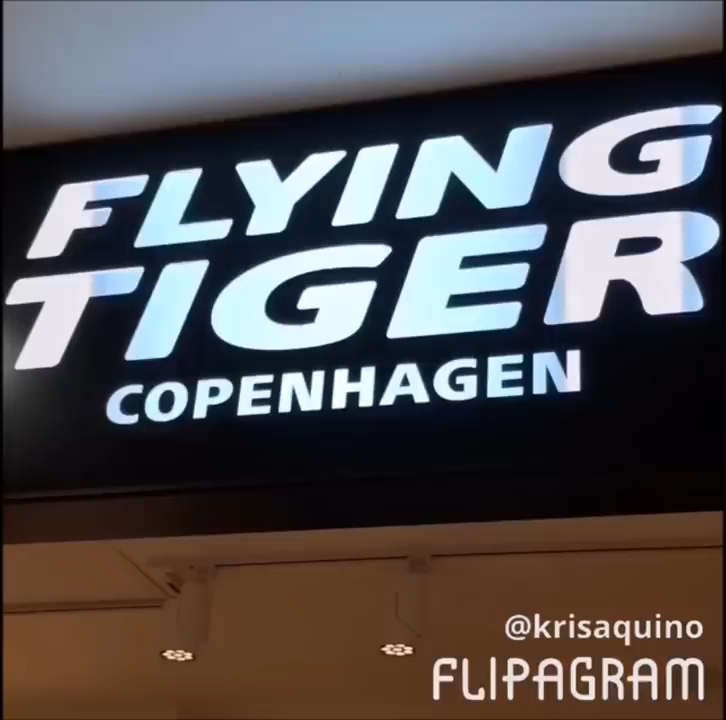 FLYING
TIGER
COPENHAGEN
@krisaquino
FLIPAGRAM